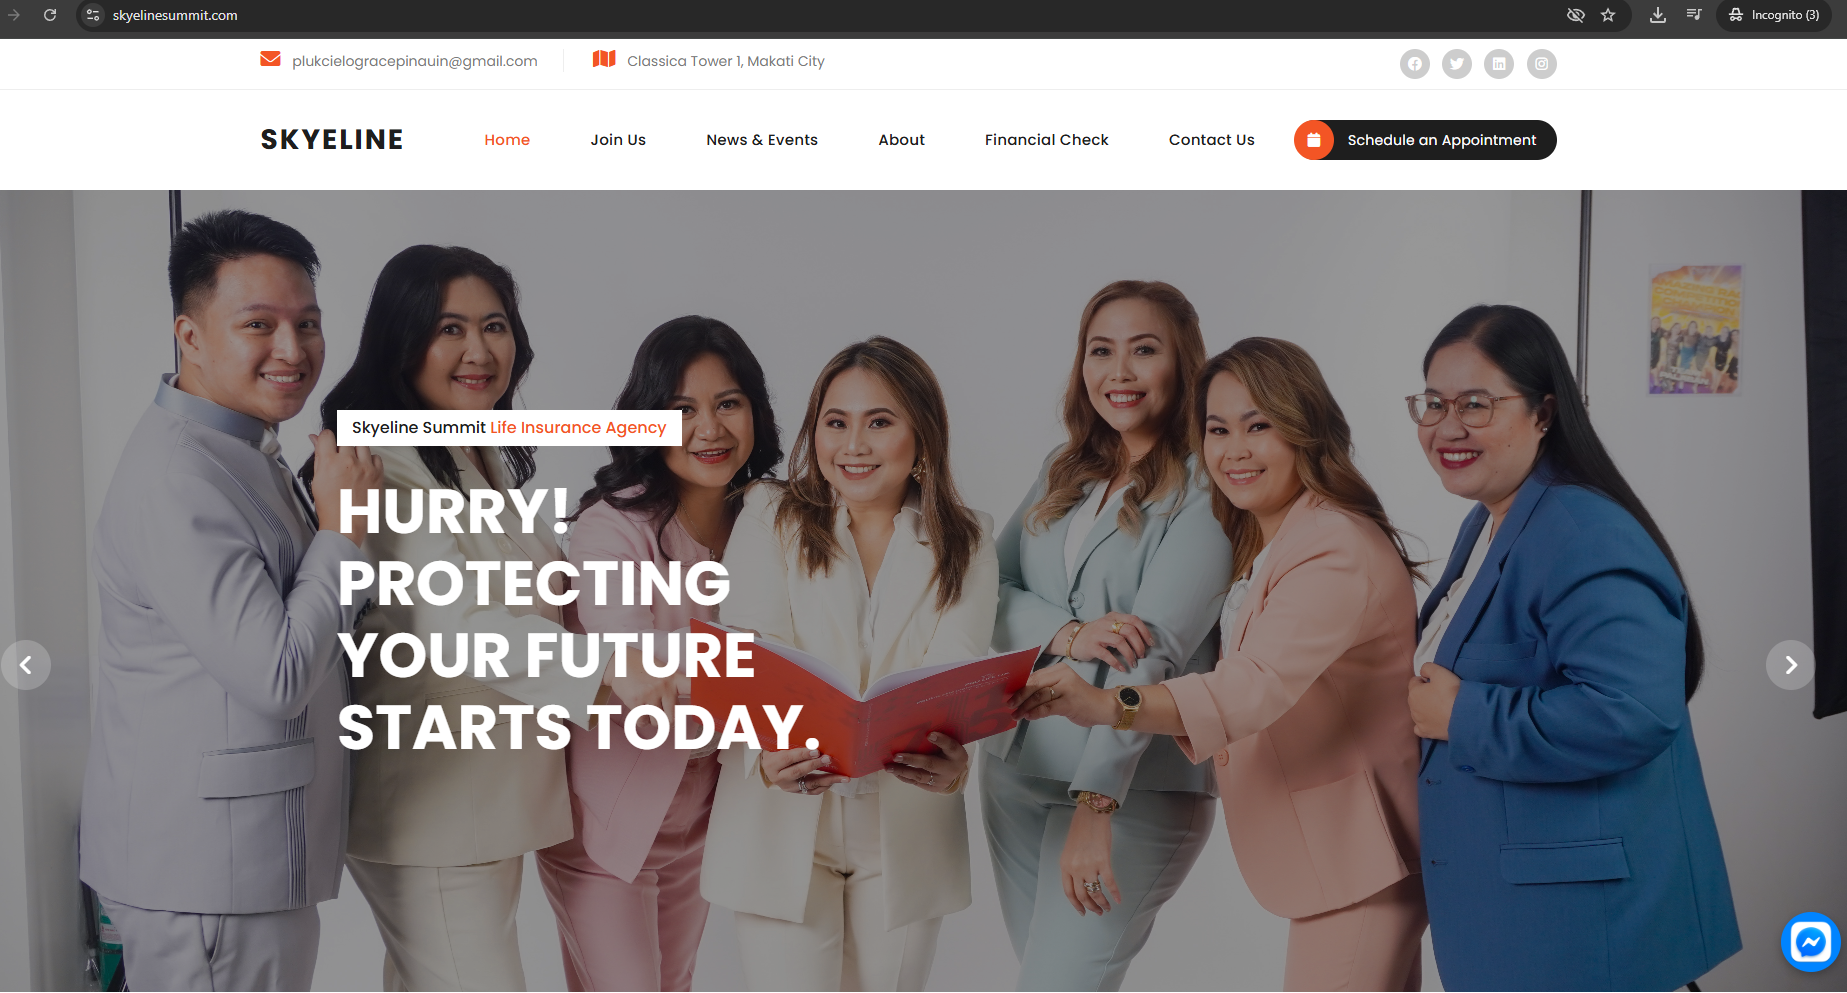 skyelinesummit.com
Incognito (3)
plukcielogracepinauin@gmail.com
Classica Tower 1, Makati City
SKYELINE
Home
Join Us
News & Events
About
Financial Check
Contact Us
Schedule an Appointment
Skyeline Summit Life Insurance Agency
HURRY!
PROTECTING
YOUR FUTURE
STARTS TODAY.